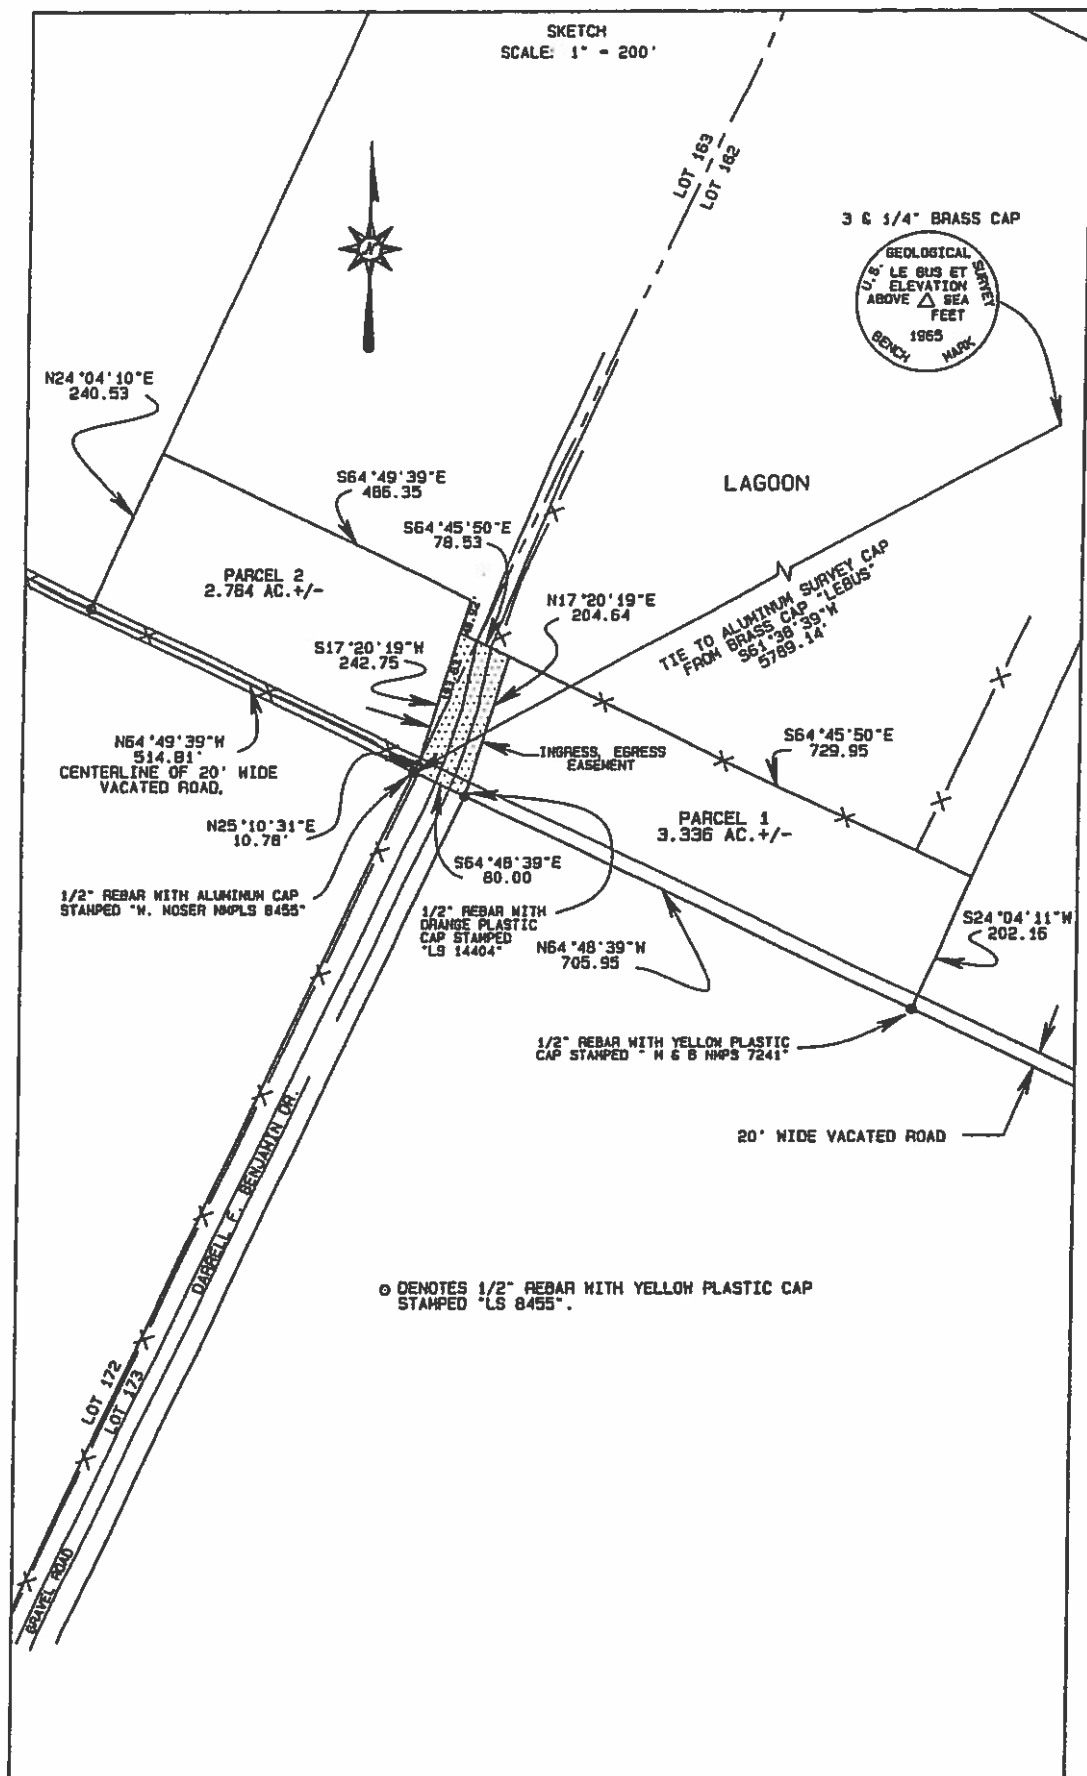 SKETCH
SCALE: 1" = 200'
LOT 163
LOT 162
3 & 1/4" BRASS CAP
U.S. GEOLOGICAL SURVEY
LE BUS ET
ELEVATION
ABOVE SEA
FEET
1965
BENCH MARK
N
N24°04'10"E
240.53
S64°49'39"E
486.35
LAGOON
S64°45'50"E
78.53
PARCEL 2
2.764 AC.+/-
N17°20'19"E
204.64
TIE TO ALUMINUM SURVEY CAP
FROM BRASS CAP "LEBUS"
S61°38'39"W
5789.14'
S17°20'19"W
242.75
N64°49'39"W
514.81'
CENTERLINE OF 20' WIDE
VACATED ROAD.
INGRESS, EGRESS
EASEMENT
S64°45'50"E
729.95
N25°10'31"E
10.78'
PARCEL 1
3.336 AC.+/-
S64°48'39"E
80.00
1/2" REBAR WITH ALUMINUM CAP
STAMPED "W. NOSER NMPLS 8455"
1/2" REBAR WITH
ORANGE PLASTIC
CAP STAMPED
"LS 14404"
N64°48'39"W
705.95
S24°04'11"W
202.16
1/2" REBAR WITH YELLOW PLASTIC
CAP STAMPED " M & B NMPS 7241"
20' WIDE VACATED ROAD
DARRELL E. BENJAMIN DR.
DENOTES 1/2" REBAR WITH YELLOW PLASTIC CAP
STAMPED "LS 8455".
LOT 172
LOT 173
GRAVEL ROAD